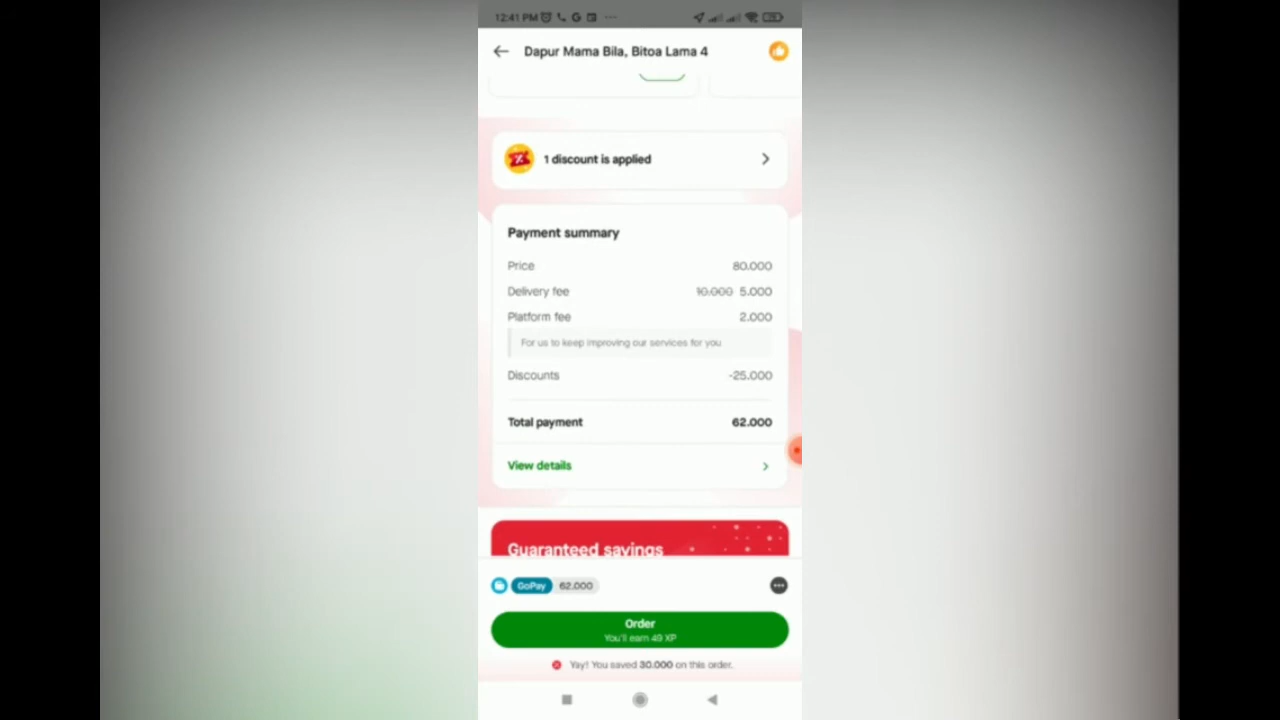 12:41 PM
Dapur Mama Bila, Bitoa Lama 4
1 discount is applied
Payment summary
Price 80.000
Delivery fee 10.000 5.000
Platform fee 2.000
For us to keep improving our services for you
Discounts -25.000
Total payment 62.000
View details
Guaranteed savings
GoPay 62.000
Order
You'll earn 49 XP
Yay! You saved 30.000 on this order.